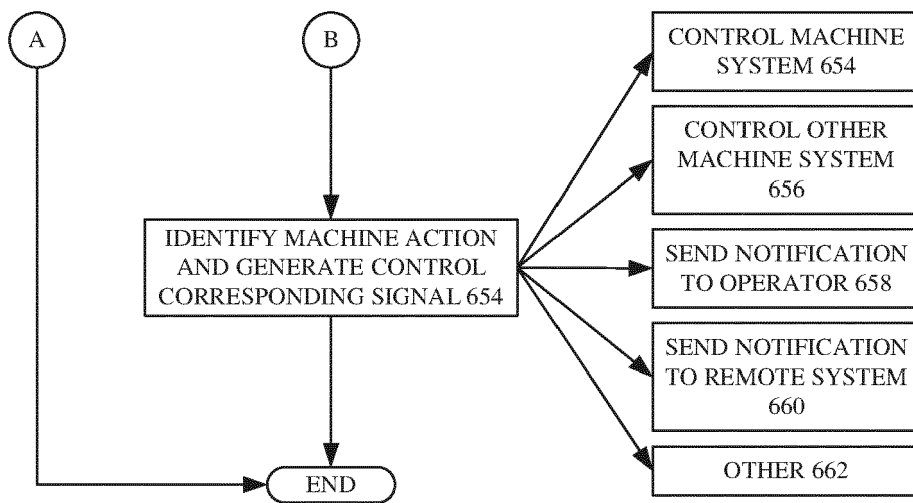 A
B
IDENTIFY MACHINE ACTION
AND GENERATE CONTROL
CORRESPONDING SIGNAL 654
END
CONTROL MACHINE
SYSTEM 654
CONTROL OTHER
MACHINE SYSTEM
656
SEND NOTIFICATION
TO OPERATOR 658
SEND NOTIFICATION
TO REMOTE SYSTEM
660
OTHER 662